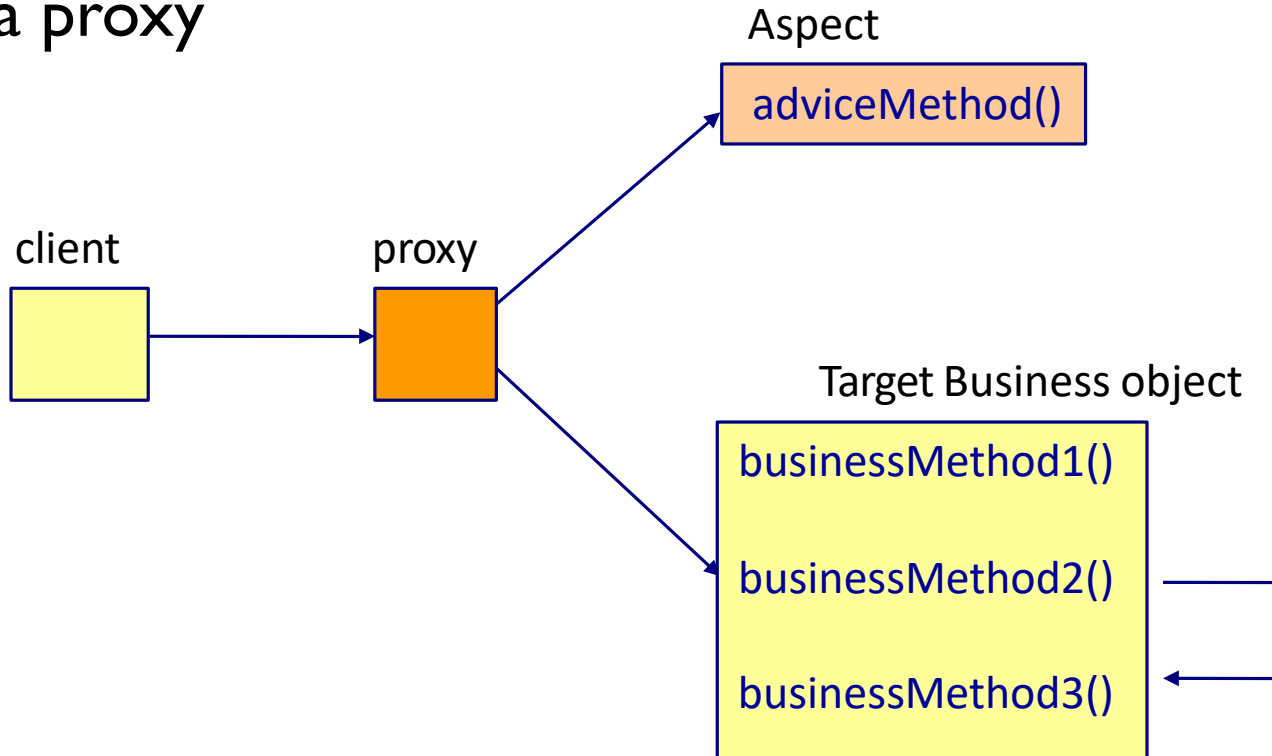 a proxy
Aspect
adviceMethod()
client
proxy
Target Business object
businessMethod1()
businessMethod2()
businessMethod3()